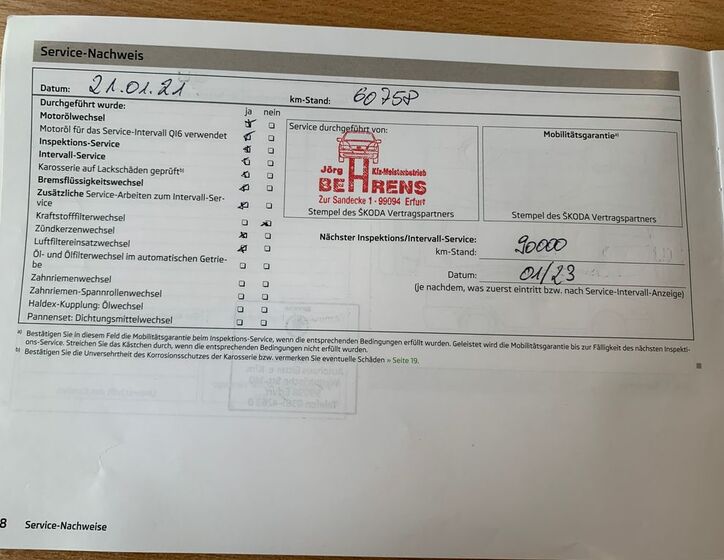 Service-Nachweis
Datum: 21.01.21
km-Stand: 60758
Durchgeführt wurde:
ja nein
Motorölwechsel
Motoröl für das Service-Intervall QI6 verwendet
Inspektions-Service
Intervall-Service
Karosserie auf Lackschäden geprüft b)
Bremsflüssigkeitswechsel
Zusätzliche Service-Arbeiten zum Intervall-Ser-
vice
Kraftstofffilterwechsel
Zündkerzenwechsel
Luftfiltereinsatzwechsel
Öl- und Ölfilterwechsel im automatischen Getrie-
be
Zahnriemenwechsel
Zahnriemen-Spannrollenwechsel
Haldex-Kupplung: Ölwechsel
Pannenset: Dichtungsmittelwechsel
Service durchgeführt von:
Jörg Kfz-Meisterbetrieb
BEHRENS
Zur Sandecke 1 - 99094 Erfurt
Stempel des ŠKODA Vertragspartners
Mobilitätsgarantie a)
Stempel des ŠKODA Vertragspartners
Nächster Inspektions/Intervall-Service:
km-Stand: 90000
Datum: 01/23
(je nachdem, was zuerst eintritt bzw. nach Service-Intervall-Anzeige)
a) Bestätigen Sie in diesem Feld die Mobilitätsgarantie beim Inspektions-Service, wenn die entsprechenden Bedingungen erfüllt wurden. Geleistet wird die Mobilitätsgarantie bis zur Fälligkeit des nächsten Inspekti-
ons-Service. Streichen Sie das Kästchen durch, wenn die entsprechenden Bedingungen nicht erfüllt wurden.
b) Bestätigen Sie die Unversehrtheit des Korrosionsschutzes der Karosserie bzw. vermerken Sie eventuelle Schäden » Seite 19.
8 Service-Nachweise